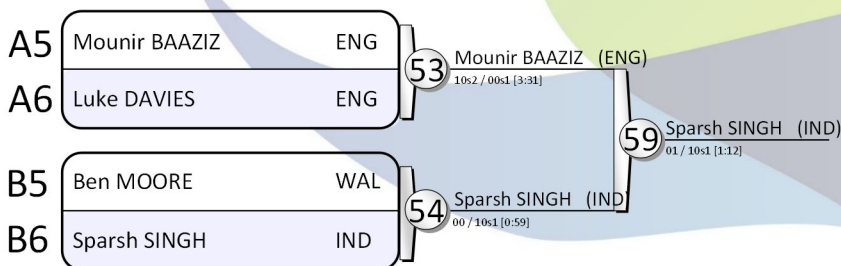 A5 Mounir BAAZIZ ENG
A6 Luke DAVIES ENG
53
Mounir BAAZIZ (ENG)
10s2 / 00s1 [3:31]
B5 Ben MOORE WAL
B6 Sparsh SINGH IND
54
Sparsh SINGH (IND)
00 / 10s1 [0:59]
59
Sparsh SINGH (IND)
01 / 10s1 [1:12]